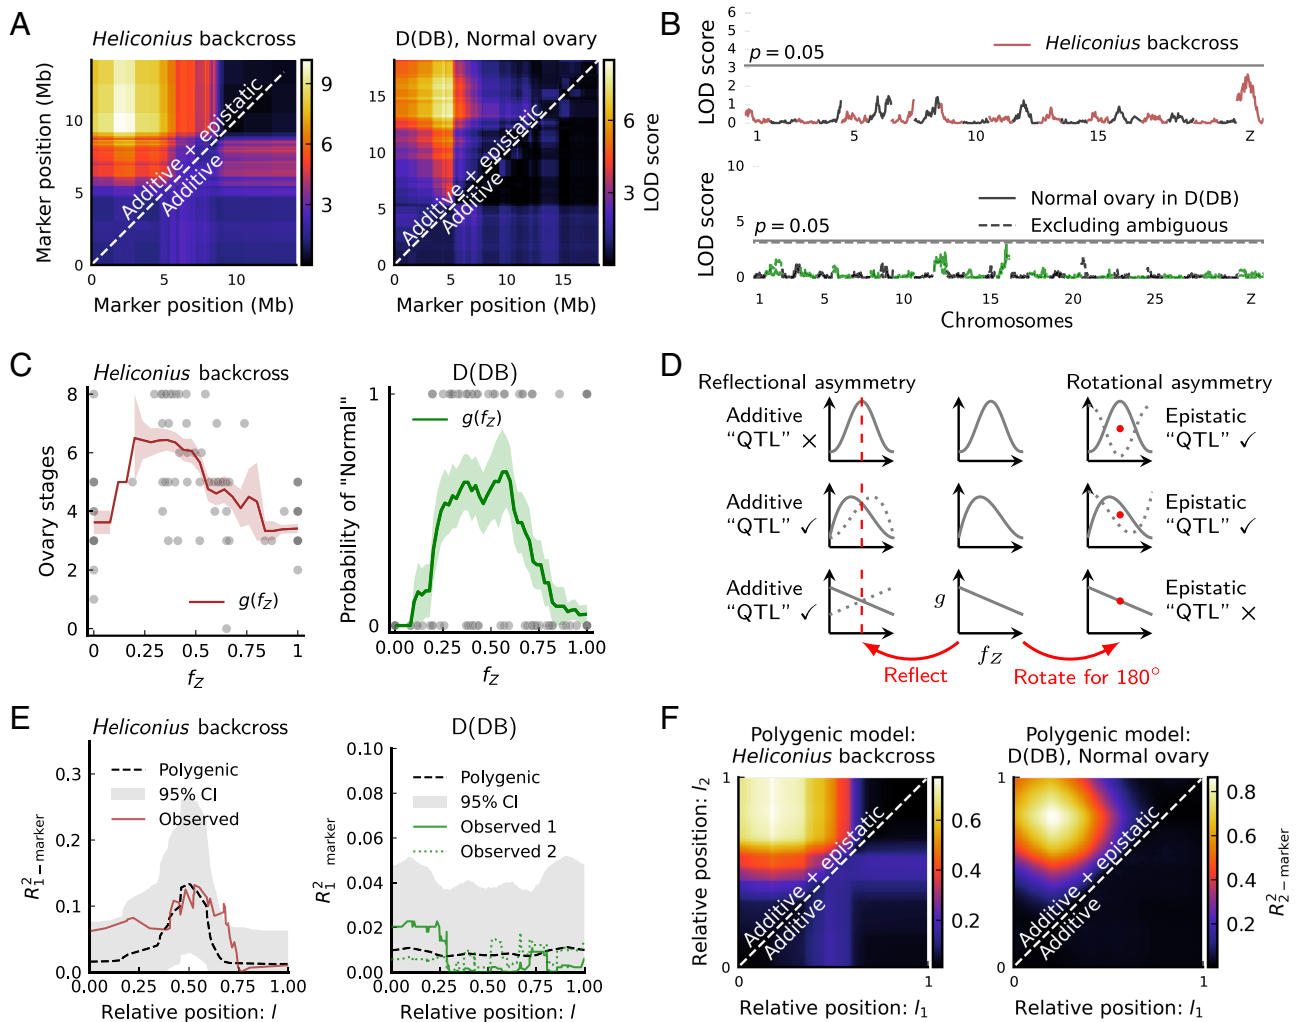 A
Heliconius backcross
D(DB), Normal ovary
Marker position (Mb)
10
5
0
0
5
10
Additive + epistatic
Additive
9
6
3
Marker position (Mb)
15
10
5
0
0
5
10
15
Additive + epistatic
Additive
6
3
LOD score
Marker position (Mb)
B
LOD score
6
5
4
3
2
1
0
p = 0.05
Heliconius backcross
1
5
10
15
Z
LOD score
10
5
0
p = 0.05
Normal ovary in D(DB)
Excluding ambiguous
1
5
10
15
20
25
Z
Chromosomes
C
Heliconius backcross
Ovary stages
8
6
4
2
0
g(fZ)
0
0.25
0.75
1
fZ
D(DB)
Probability of "Normal"
1
0
g(fZ)
0.00
0.25
0.50
0.75
1.00
fZ
D
Reflectional asymmetry
Rotational asymmetry
Additive
“QTL” ×
Epistatic
“QTL” ✓
Additive
“QTL” ✓
Epistatic
“QTL” ✓
Additive
“QTL” ✓
g
Epistatic
“QTL” ×
fZ
Reflect
Rotate for 180°
E
Heliconius backcross
R²1−marker
0.3
0.2
0.1
0.0
Polygenic
95% CI
Observed
0.00
0.25
0.50
0.75
1.00
Relative position: l
D(DB)
R²1 marker
0.10
0.08
0.06
0.04
0.02
0.00
Polygenic
95% CI
Observed 1
Observed 2
0.00
0.25
0.50
0.75
1.00
Relative position: l
F
Polygenic model:
Heliconius backcross
Polygenic model:
D(DB), Normal ovary
Relative position: l2
1
0
0
1
Additive + epistatic
Additive
0.6
0.4
0.2
Relative position: l1
1
0
0
1
Additive + epistatic
Additive
0.8
0.6
0.4
0.2
R²2−marker
Relative position: l1